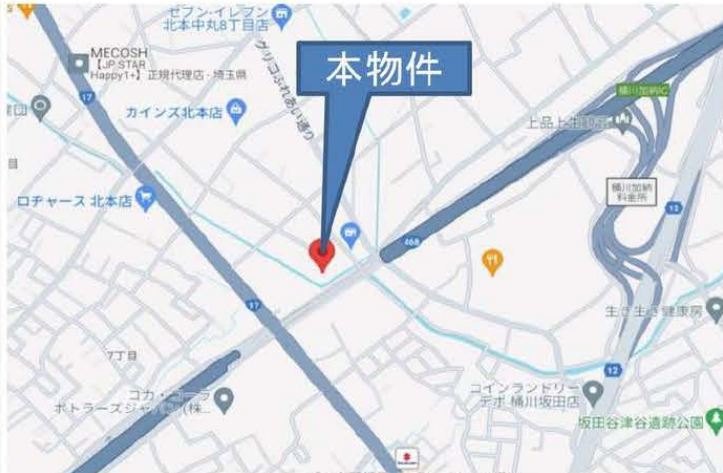 セブン-イレブン
北本中丸8丁目店
MECOSH
【JP STAR
Happy1+】正規代理店・埼玉県
17
グリコふれあい通り
本物件
カインズ北本店
桶川加納IC
上品上生
桶川加納
料金所
12
目
ロヂャース 北本店
468
17
生き生き健康房
7丁目
12
コカ・コーラ
ボトラーズジャパン(株...
コインランドリー
デポ 桶川坂田店
坂田谷津谷遺跡公園